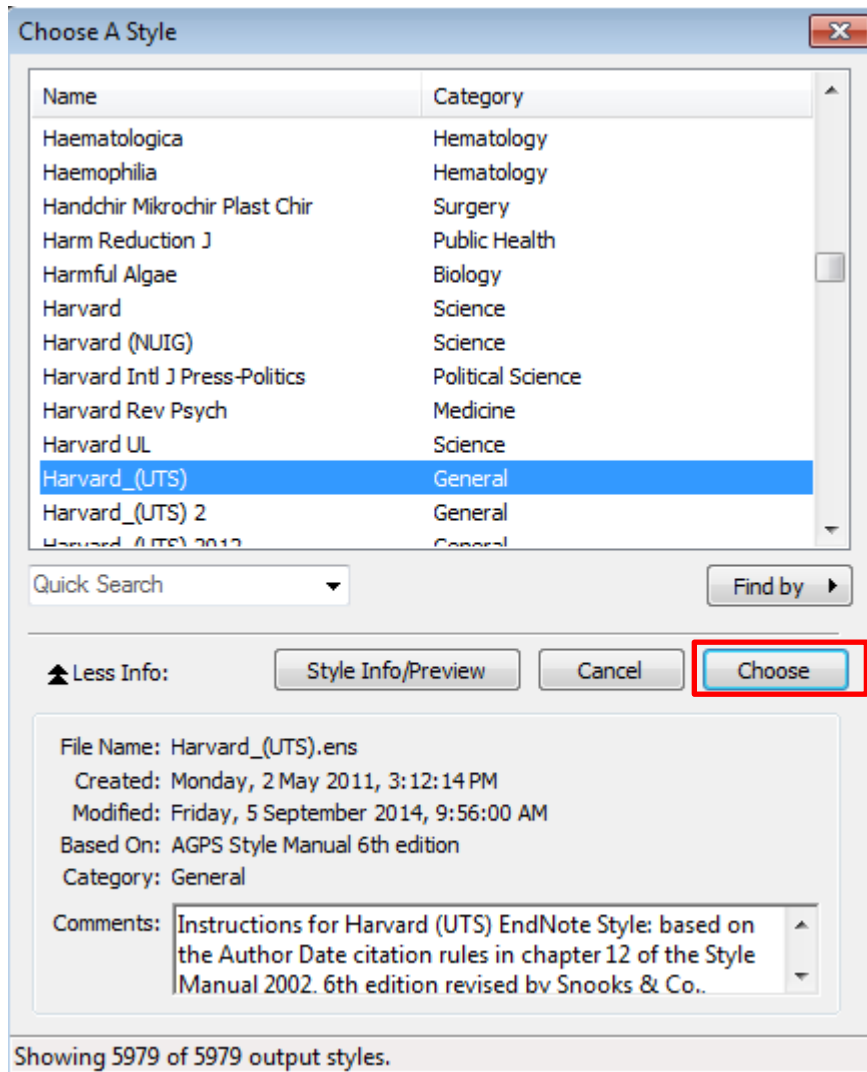 Choose A Style
Name Category
Haematologica Hematology
Haemophilia Hematology
Handchir Mikrochir Plast Chir Surgery
Harm Reduction J Public Health
Harmful Algae Biology
Harvard Science
Harvard (NUIG) Science
Harvard Intl J Press-Politics Political Science
Harvard Rev Psych Medicine
Harvard UL Science
Harvard_(UTS) General
Harvard_(UTS) 2 General
Harvard_(UTS) 2012 General
Quick Search Find by
Less Info: Style Info/Preview Cancel Choose
File Name: Harvard_(UTS).ens
Created: Monday, 2 May 2011, 3:12:14 PM
Modified: Friday, 5 September 2014, 9:56:00 AM
Based On: AGPS Style Manual 6th edition
Category: General
Comments: Instructions for Harvard (UTS) EndNote Style: based on
the Author Date citation rules in chapter 12 of the Style
Manual 2002. 6th edition revised by Snooks & Co..
Showing 5979 of 5979 output styles.